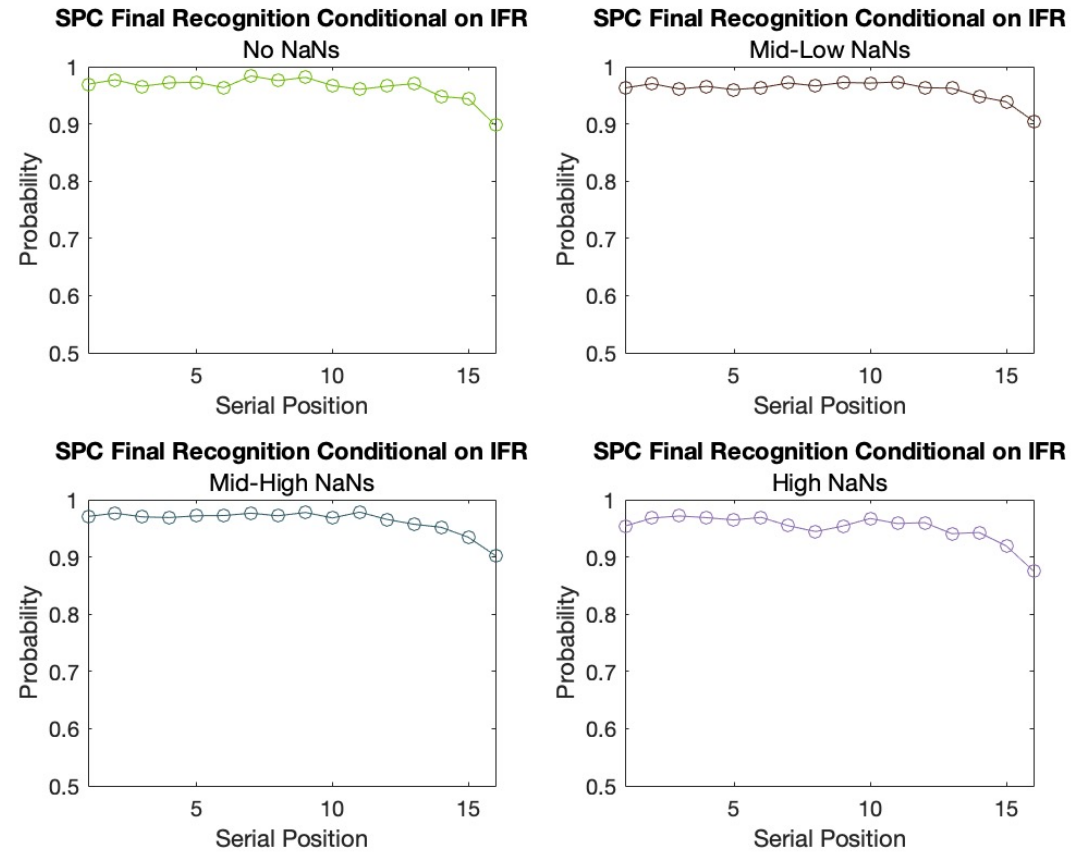 SPC Final Recognition Conditional on IFR
No NaNs
1
0.9
0.8
0.7
0.6
0.5
Probability
5 10 15
Serial Position
SPC Final Recognition Conditional on IFR
Mid-Low NaNs
1
0.9
0.8
0.7
0.6
0.5
Probability
5 10 15
Serial Position
SPC Final Recognition Conditional on IFR
Mid-High NaNs
1
0.9
0.8
0.7
0.6
0.5
Probability
5 10 15
Serial Position
SPC Final Recognition Conditional on IFR
High NaNs
1
0.9
0.8
0.7
0.6
0.5
Probability
5 10 15
Serial Position